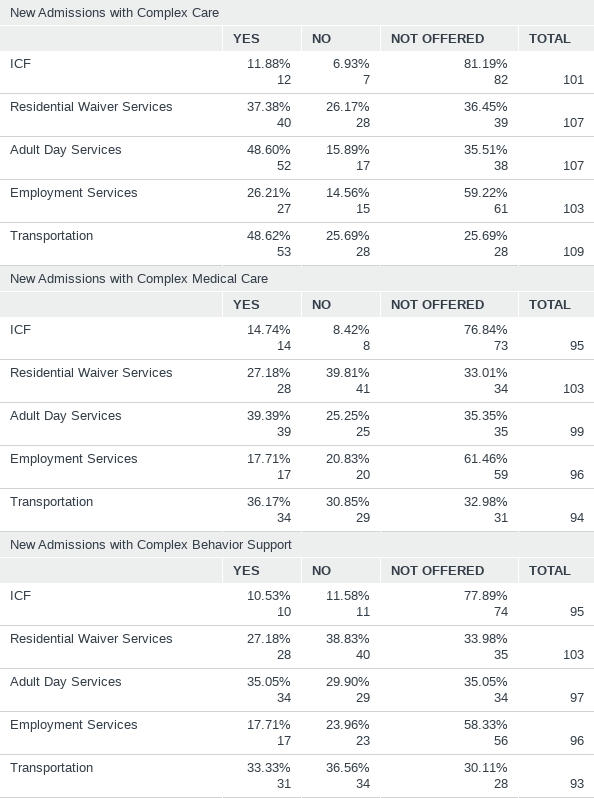 New Admissions with Complex Care
YES NO NOT OFFERED TOTAL
ICF 11.88% 6.93% 81.19%
12 7 82 101
Residential Waiver Services 37.38% 26.17% 36.45%
40 28 39 107
Adult Day Services 48.60% 15.89% 35.51%
52 17 38 107
Employment Services 26.21% 14.56% 59.22%
27 15 61 103
Transportation 48.62% 25.69% 25.69%
53 28 28 109
New Admissions with Complex Medical Care
YES NO NOT OFFERED TOTAL
ICF 14.74% 8.42% 76.84%
14 8 73 95
Residential Waiver Services 27.18% 39.81% 33.01%
28 41 34 103
Adult Day Services 39.39% 25.25% 35.35%
39 25 35 99
Employment Services 17.71% 20.83% 61.46%
17 20 59 96
Transportation 36.17% 30.85% 32.98%
34 29 31 94
New Admissions with Complex Behavior Support
YES NO NOT OFFERED TOTAL
ICF 10.53% 11.58% 77.89%
10 11 74 95
Residential Waiver Services 27.18% 38.83% 33.98%
28 40 35 103
Adult Day Services 35.05% 29.90% 35.05%
34 29 34 97
Employment Services 17.71% 23.96% 58.33%
17 23 56 96
Transportation 33.33% 36.56% 30.11%
31 34 28 93